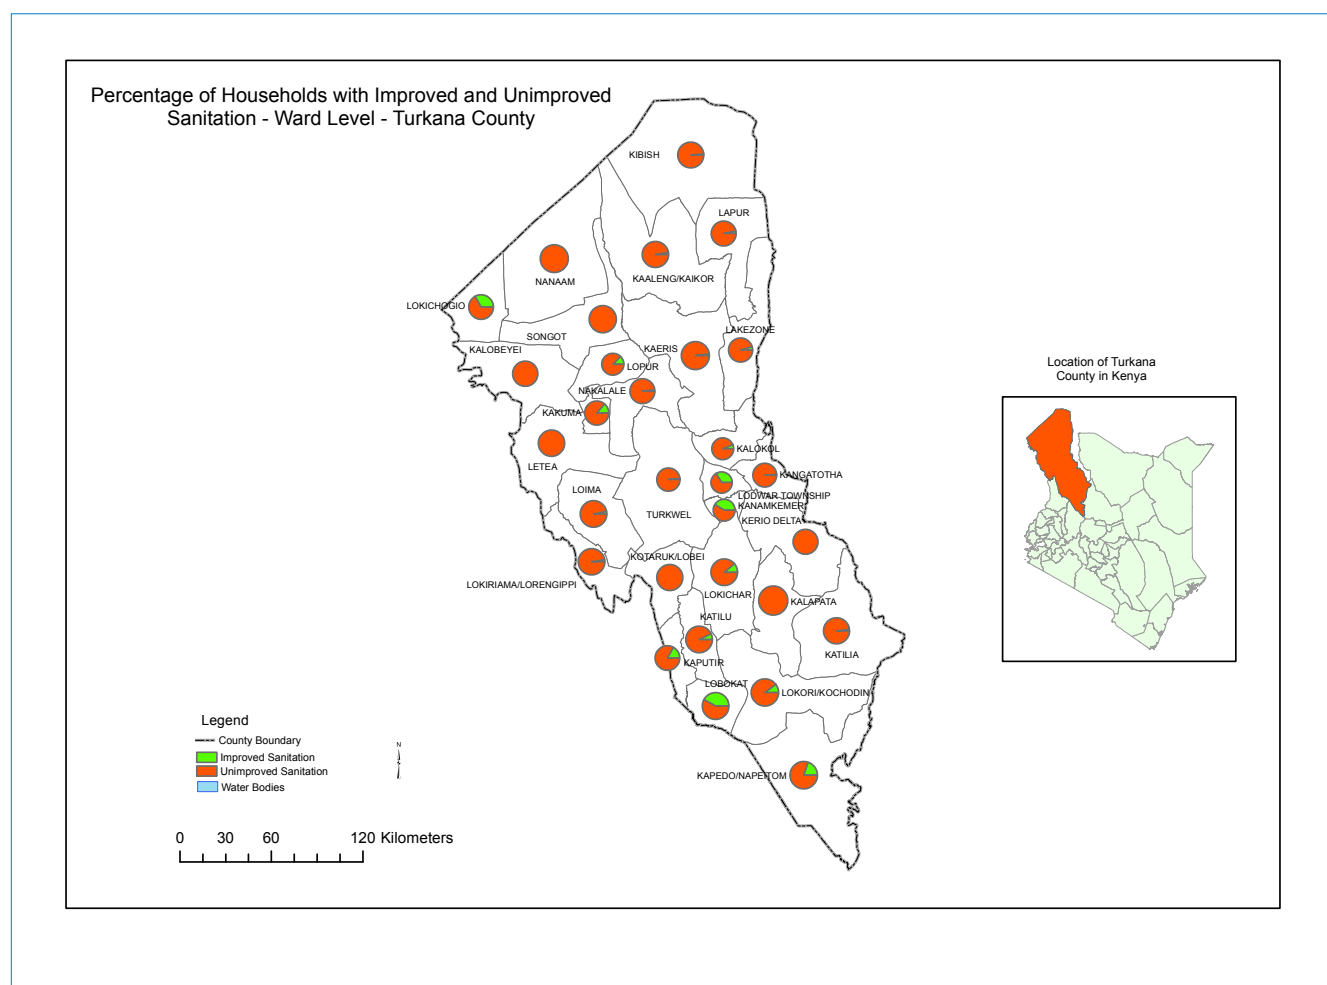 Percentage of Households with Improved and Unimproved
Sanitation - Ward Level - Turkana County
KIBISH
LAPUR
NANAAM
KAALENG/KAIKOR
LOKICHOGIO
SONGOT
LAKEZONE
KALOBEYEI
KAERIS
LOPUR
NAKALALE
KAKUMA
KALOKOL
LETEA
KANGATOTHA
LOIMA
LODWAR TOWNSHIP
KANAMKEMER
TURKWEL
KERIO DELTA
KOTARUK/LOBEI
LOKIRIAMA/LORENGIPPI
LOKICHAR
KALAPATA
KATILU
KATILIA
KAPUTIR
LOBOKAT
LOKORI/KOCHODIN
KAPEDO/NAPEITOM
Location of Turkana
County in Kenya
Legend
County Boundary
Improved Sanitation
Unimproved Sanitation
Water Bodies
N
0 30 60 120 Kilometers